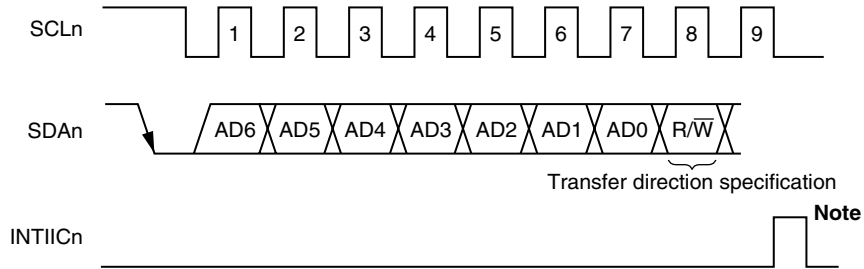 SCLn 1 2 3 4 5 6 7 8 9
SDAn AD6 AD5 AD4 AD3 AD2 AD1 AD0 R/W̅
Transfer direction specification
Note
INTIICn